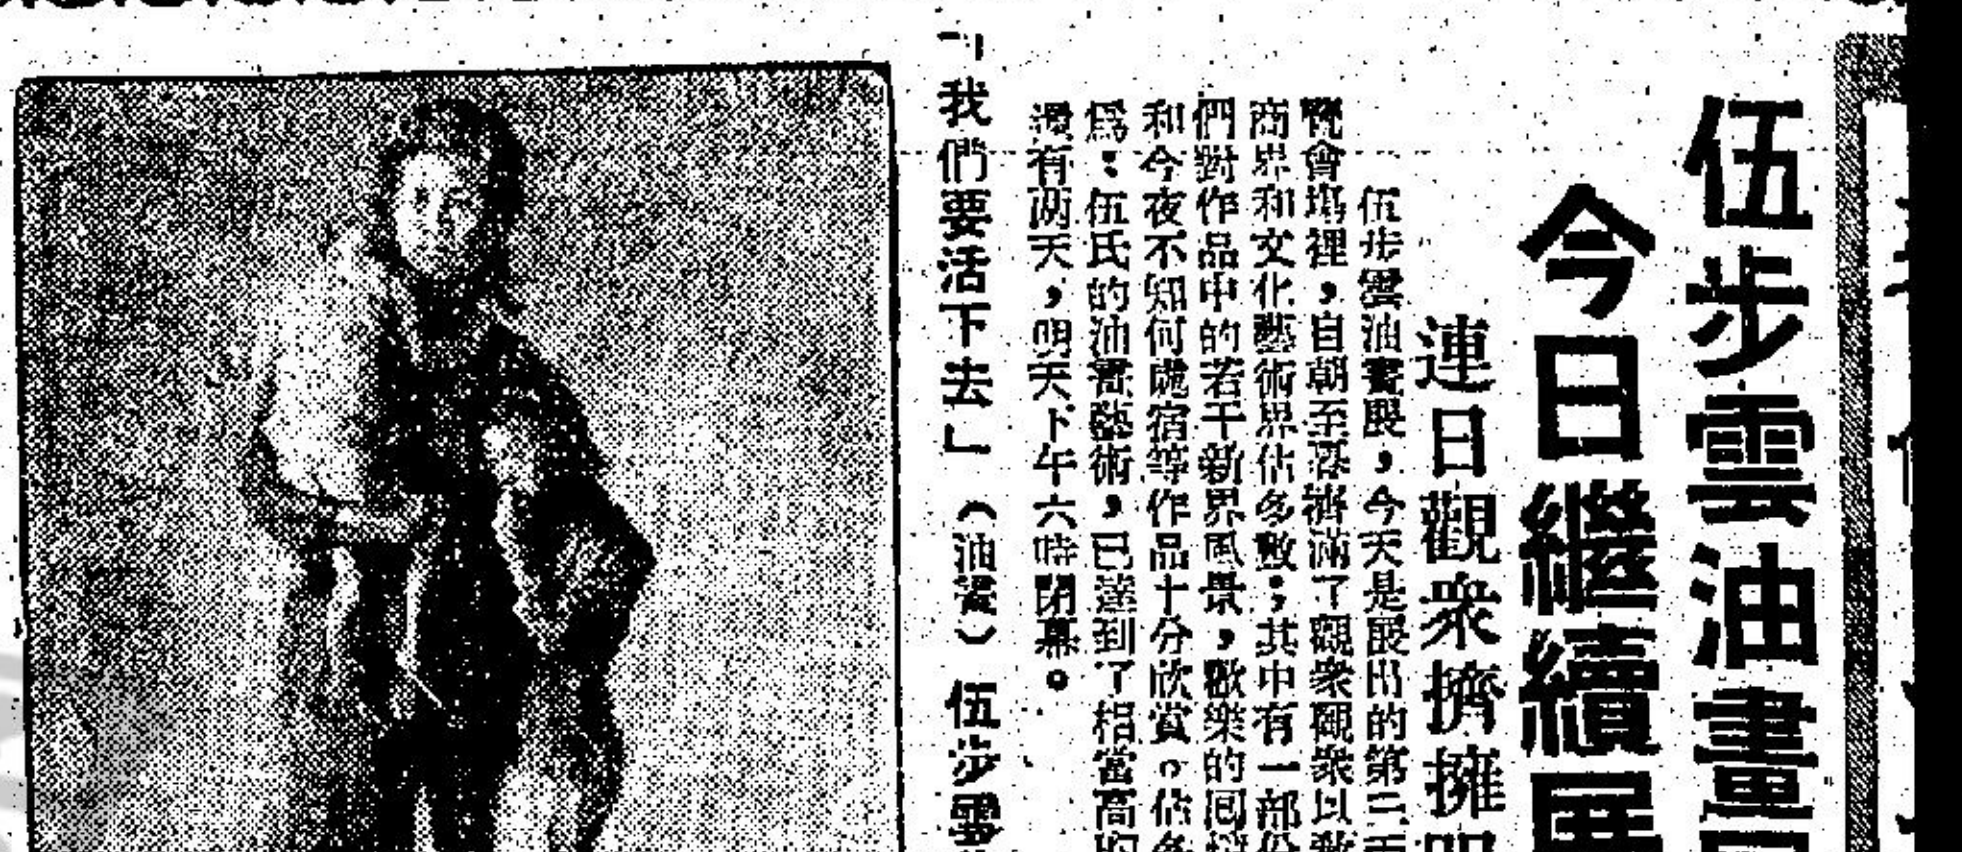 伍步雲油畫展
今日繼續展
連日觀衆擠擁
伍步雲油畫展，今天是展出的第三天
覽會場裡，自朝至暮擠滿了觀衆觀衆以教
商界和文化藝術界佔多數；其中有一部份
們對作品中的若干新界風景，歡樂的
和今夜不知何處宿等作品十分欣賞。佔多
爲：伍氏的油畫藝術，已達到了相當高的
還有兩天，明天下午六時閉幕。
「我們要活下去」（油畫）伍步雲